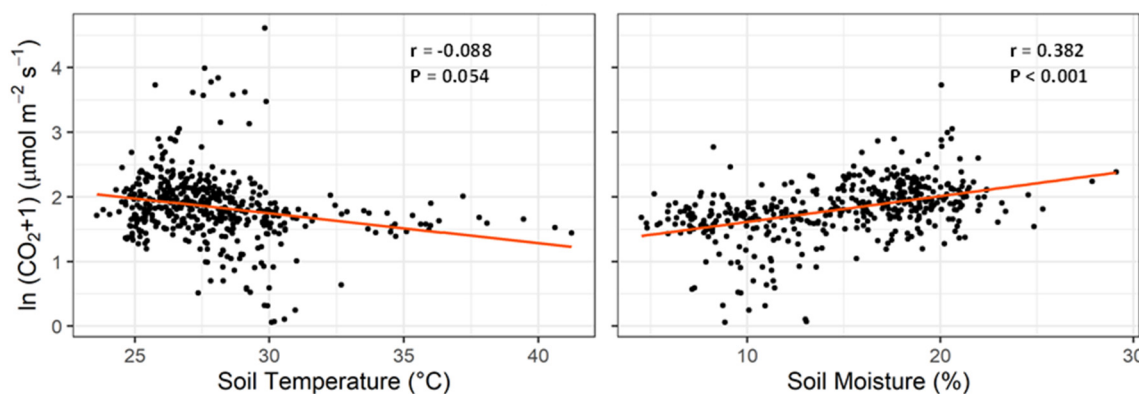 ln (CO₂+1) (μmol m⁻² s⁻¹)
4
3
2
1
0
r = -0.088
P = 0.054
25
30
35
40
Soil Temperature (°C)
r = 0.382
P < 0.001
10
20
30
Soil Moisture (%)